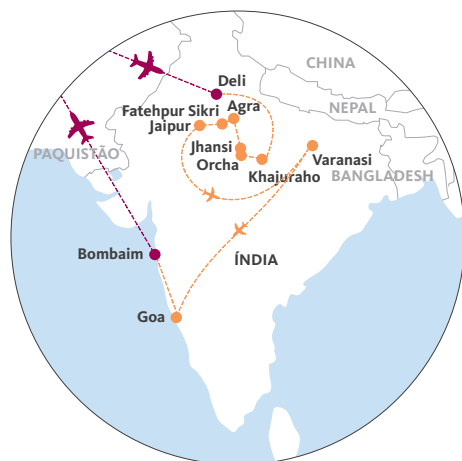 CHINA
Deli
NEPAL
Fatehpur Sikri
Agra
Jaipur
Jhansi
Orcha
Varanasi
PAQUISTÃO
Khajuraho
BANGLADESH
Bombaim
ÍNDIA
Goa